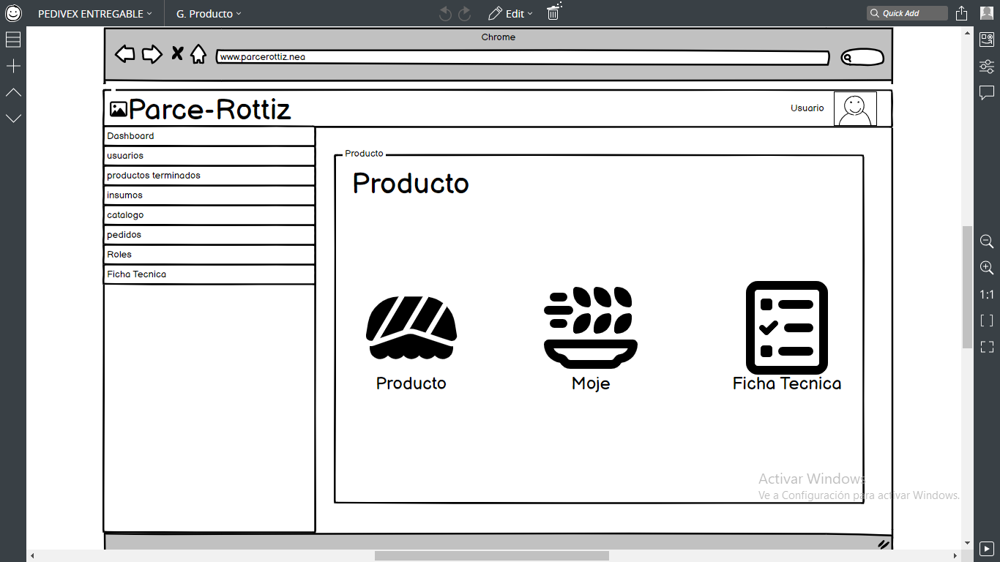 PEDIVEX ENTREGABLE
G. Producto
Edit
Quick Add
Chrome
www.parcerottiz.nea
Parce-Rottiz
Usuario
Dashboard
usuarios
productos terminados
insumos
catalogo
pedidos
Roles
Ficha Tecnica
Producto
Producto
Producto
Moje
Ficha Tecnica
1:1
Activar Windows
Ve a Configuración para activar Windows.